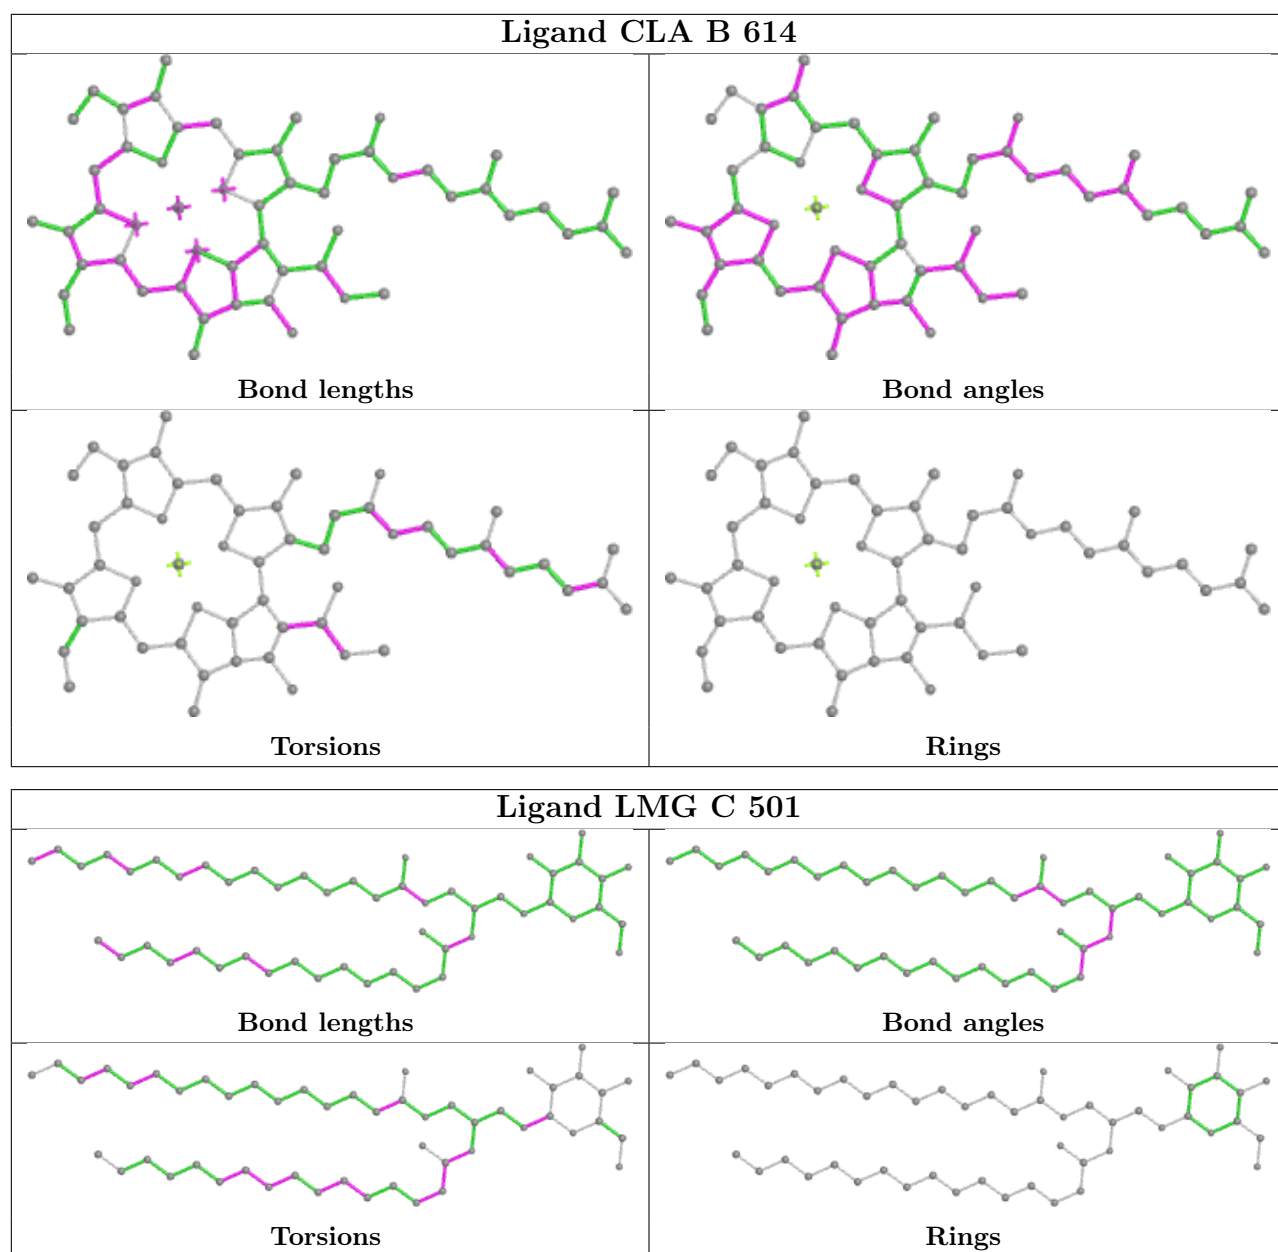 Ligand CLA B 614
Bond lengths
Bond angles
Torsions
Rings
Ligand LMG C 501
Bond lengths
Bond angles
Torsions
Rings